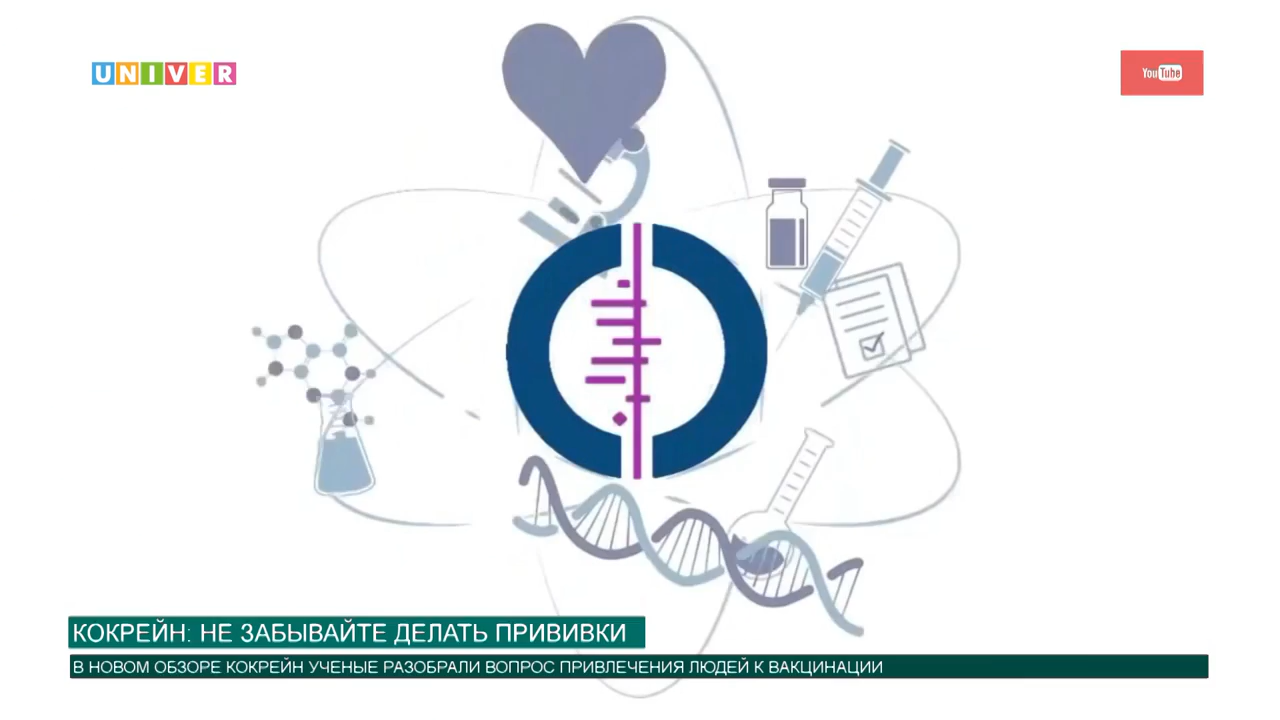 UNIVER
YouTube
КОКРЕЙН: НЕ ЗАБЫВАЙТЕ ДЕЛАТЬ ПРИВИВКИ
В НОВОМ ОБЗОРЕ КОКРЕЙН УЧЕНЫЕ РАЗОБРАЛИ ВОПРОС ПРИВЛЕЧЕНИЯ ЛЮДЕЙ К ВАКЦИНАЦИИ